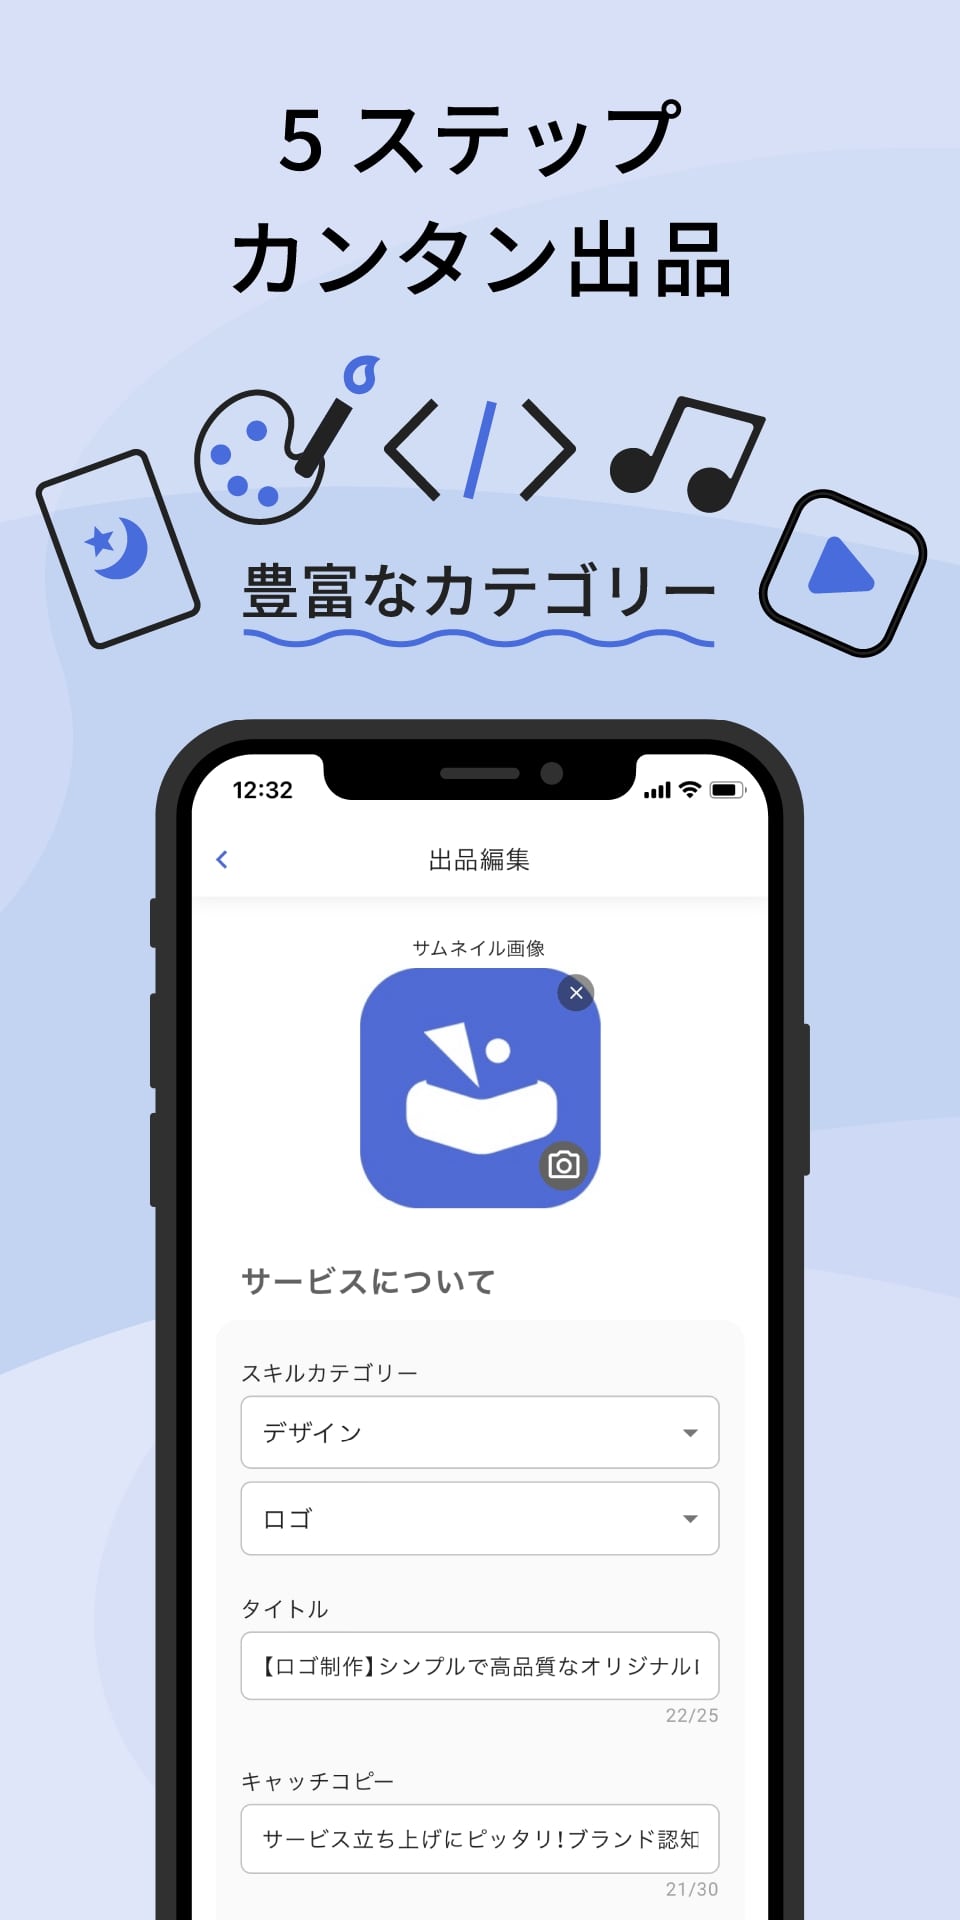 5 ステップ
カンタン出品
豊富なカテゴリー
12:32
出品編集
サムネイル画像
サービスについて
スキルカテゴリー
デザイン
ロゴ
タイトル
【ロゴ制作】シンプルで高品質なオリジナル
22/25
キャッチコピー
サービス立ち上げにピッタリ！ブランド認知
21/30